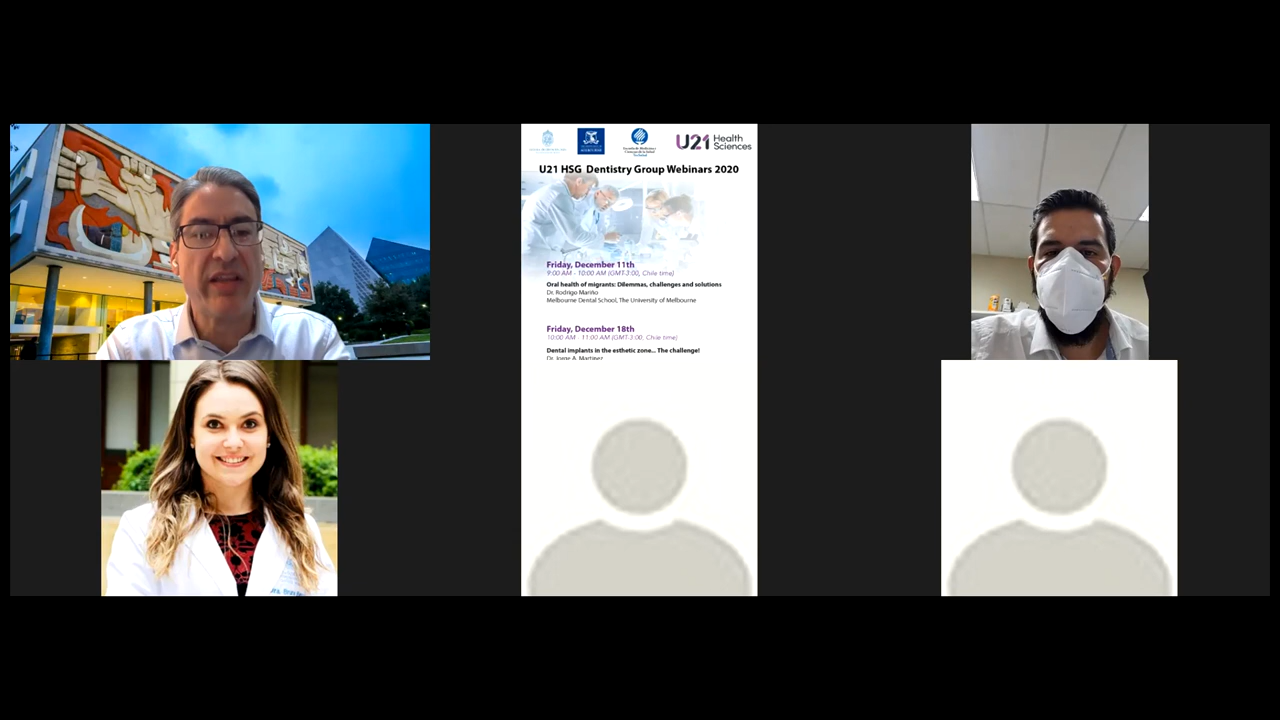 U21 Health
Sciences
U21 HSG Dentistry Group Webinars 2020
Friday, December 11th
9:00 AM - 10:00 AM (GMT-3:00, Chile time)
Oral health of migrants: Dilemmas, challenges and solutions
Dr. Rodrigo Mariño
Melbourne Dental School, The University of Melbourne
Friday, December 18th
10:00 AM - 11:00 AM (GMT-3:00, Chile time)
Dental implants in the esthetic zone... The challenge!
Dr. Jorge A. Martinez